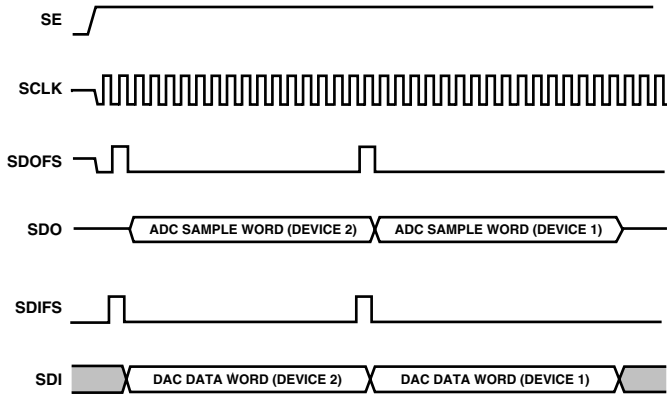 SE
SCLK
SDOFS
SDO
ADC SAMPLE WORD (DEVICE 2) ADC SAMPLE WORD (DEVICE 1)
SDIFS
SDI
DAC DATA WORD (DEVICE 2) DAC DATA WORD (DEVICE 1)